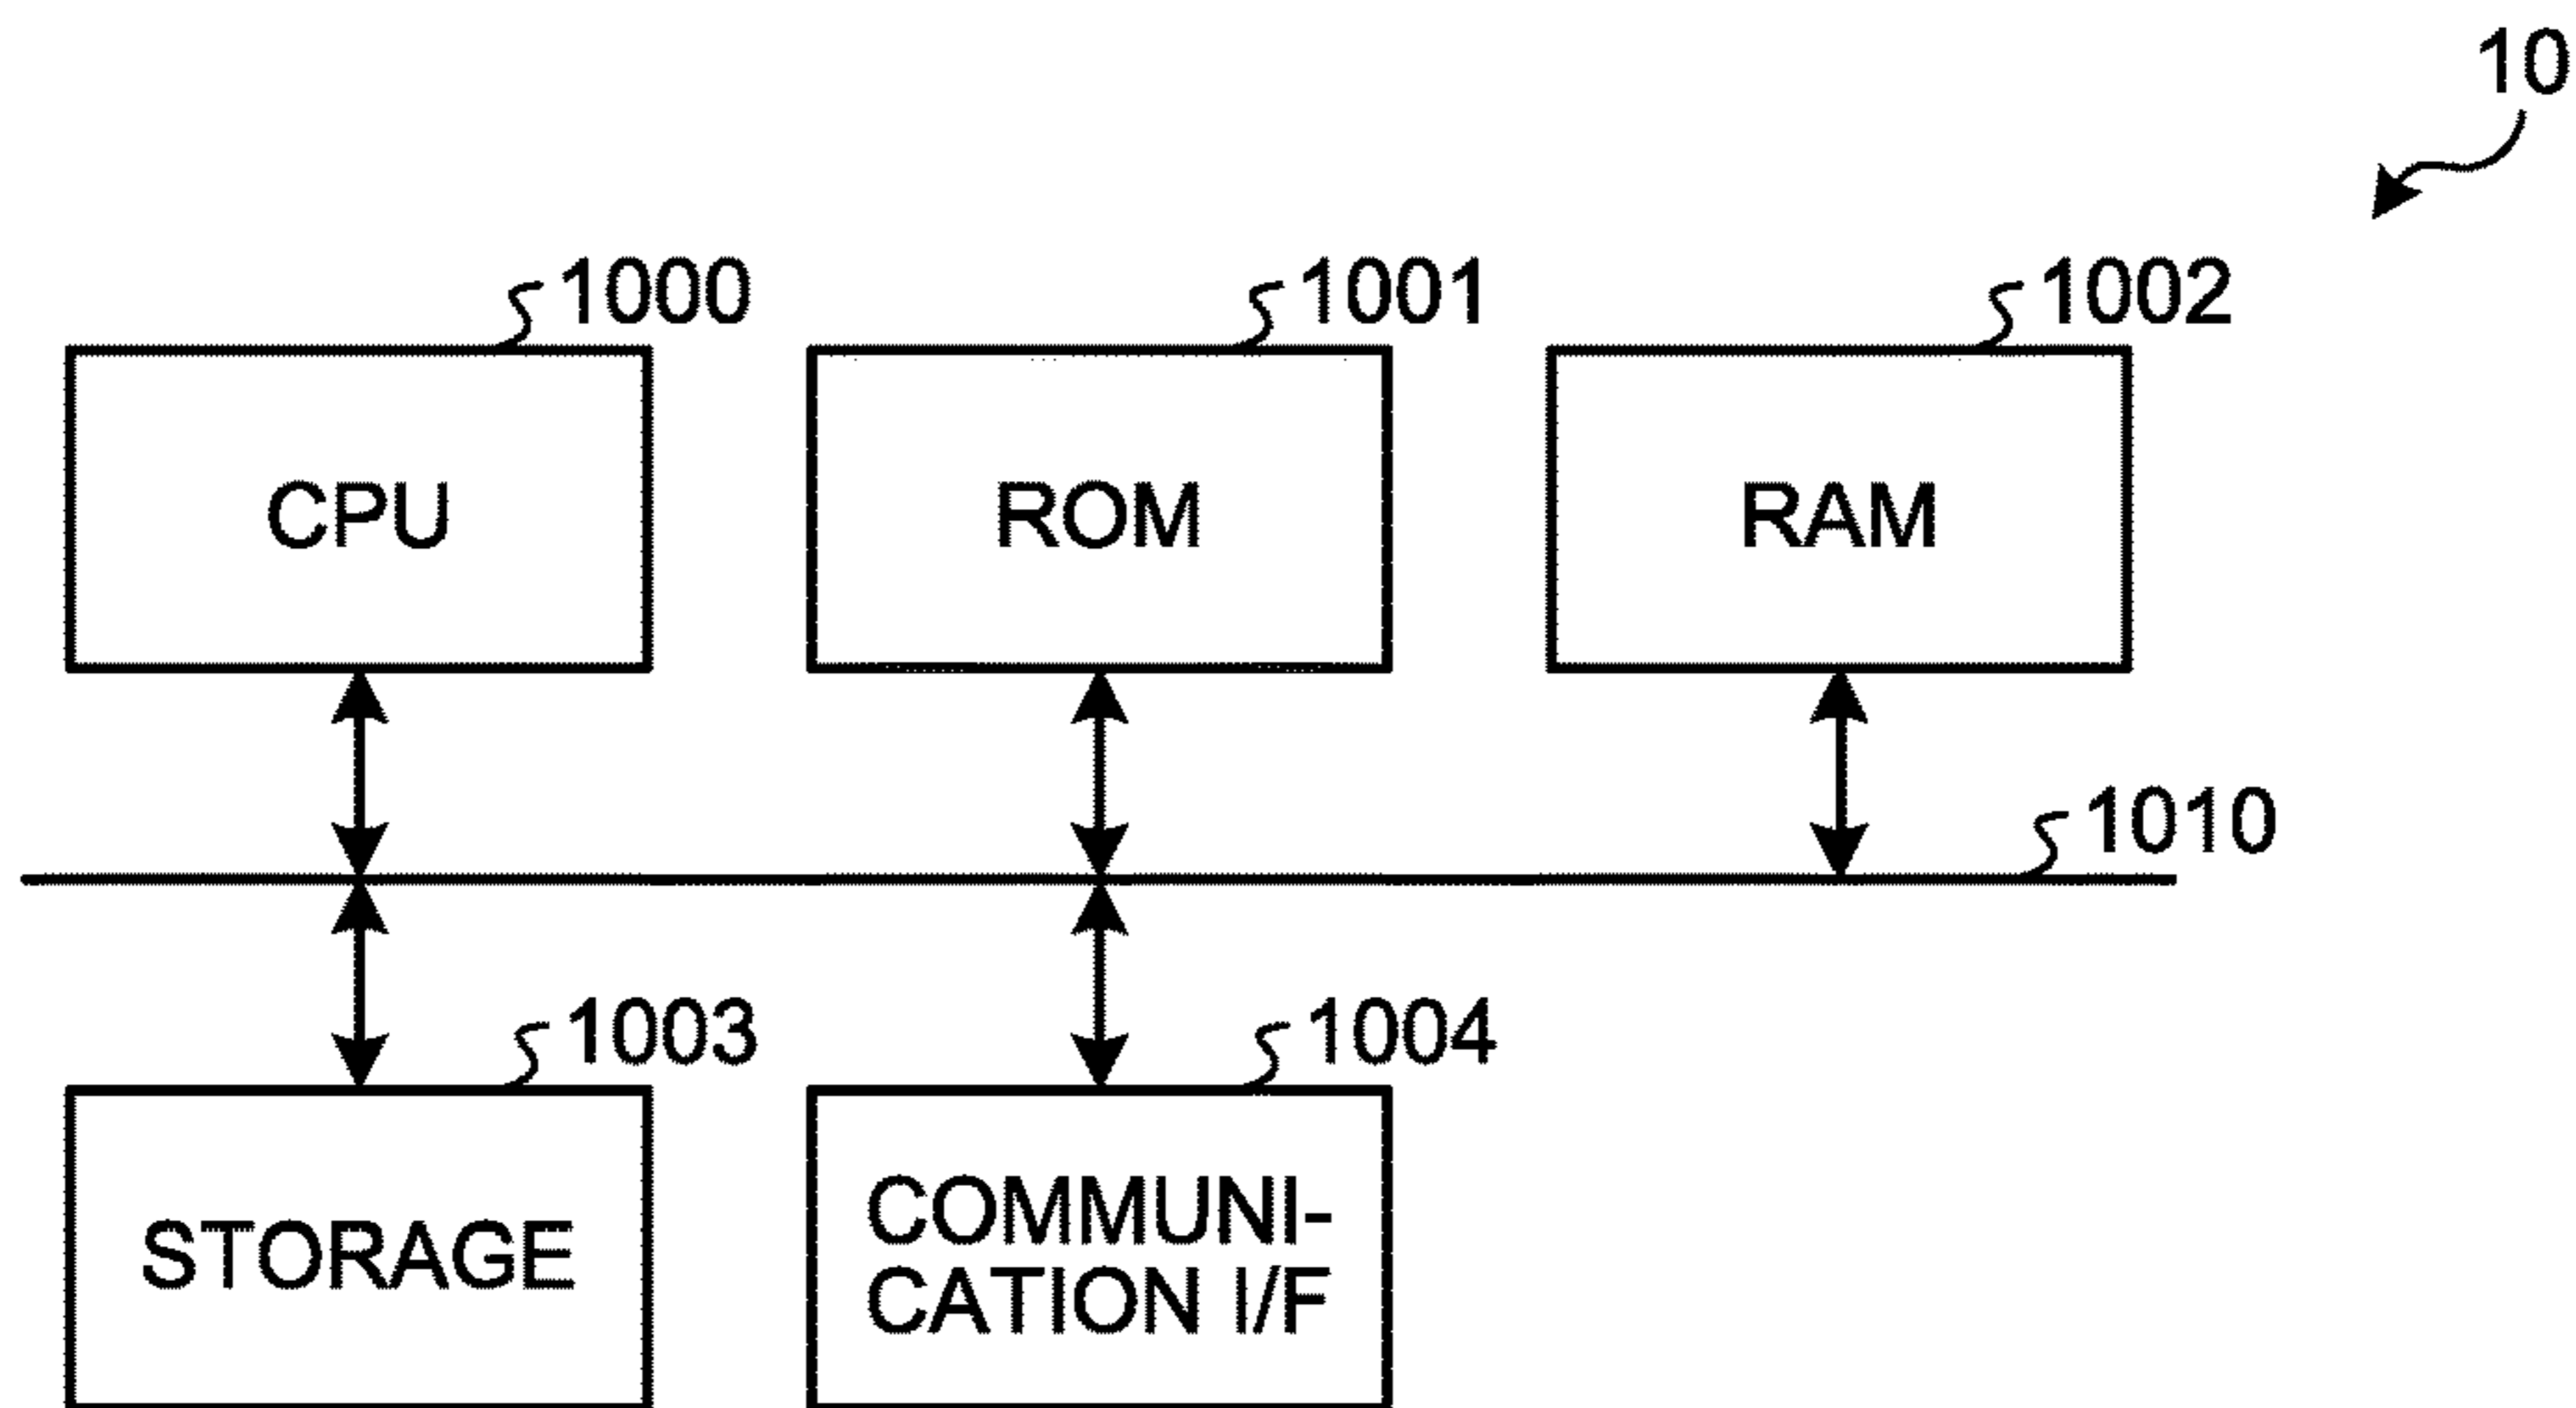 10
1000
1001
1002
CPU
ROM
RAM
1010
1003
1004
STORAGE
COMMUNI-
CATION I/F